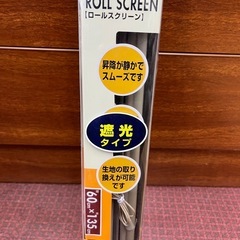 ROLL SCREEN
【ロールスクリーン】
昇降が静かで
スムーズです
遮光
タイプ
生地の取り
換えが可能
です
60cm×135cm